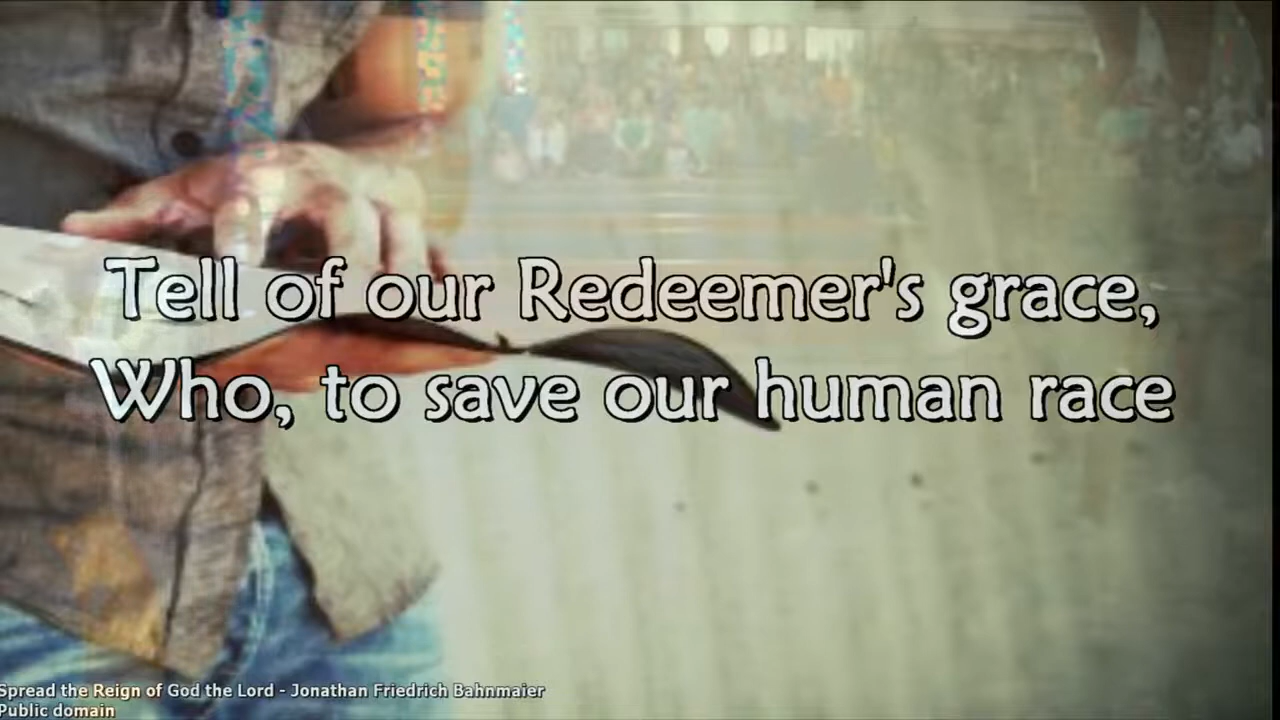 Tell of our Redeemer's grace,
Who, to save our human race
Spread the Reign of God the Lord - Jonathan Friedrich Bahnmaier
Public domain